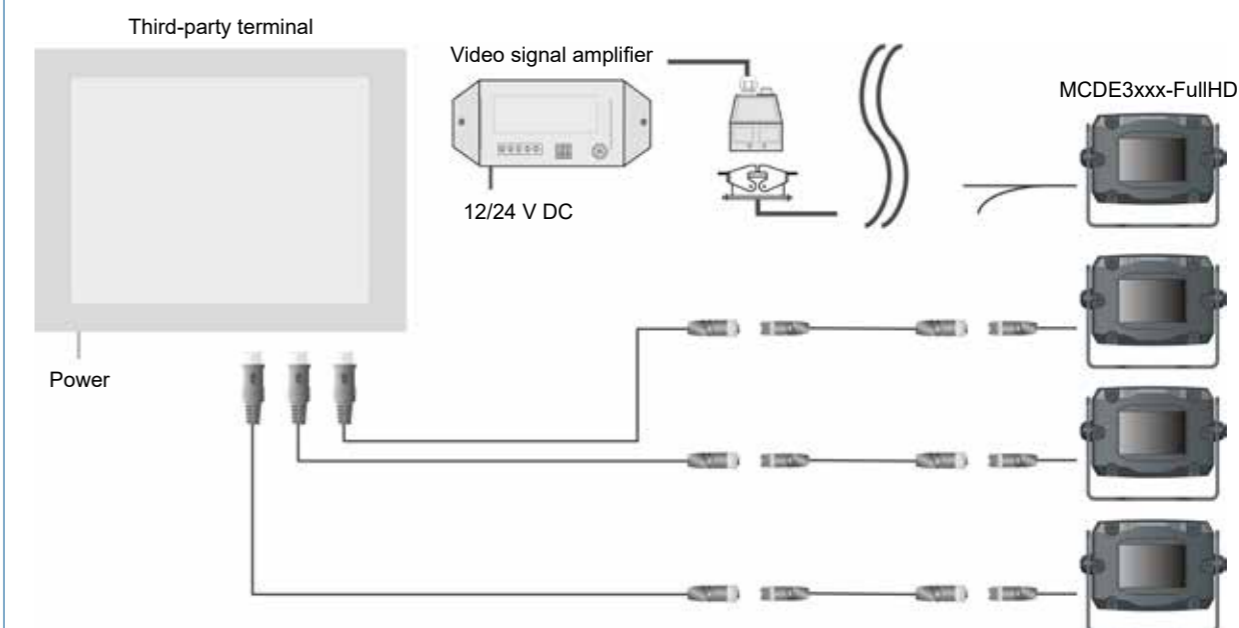 Third-party terminal
Video signal amplifier
MCDE3xxx-FullHD
12/24 V DC
Power